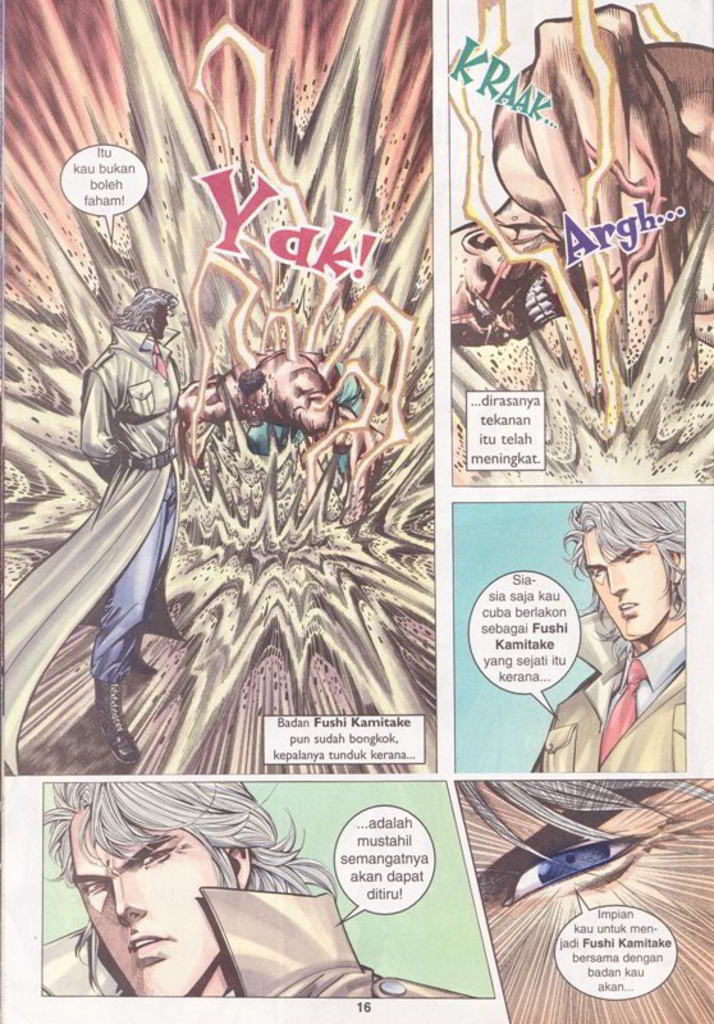 Itu
kau bukan
boleh
faham!
Yak!
Badan Fushi Kamitake
pun sudah bongkok,
kepalanya tunduk kerana...
KRAAK...
Argh...
...dirasanya
tekanan
itu telah
meningkat.
Sia-
sia saja kau
cuba berlakon
sebagai Fushi
Kamitake
yang sejati itu
kerana...
...adalah
mustahil
semangatnya
akan dapat
ditiru!
Impian
kau untuk men-
jadi Fushi Kamitake
bersama dengan
badan kau
akan...
16